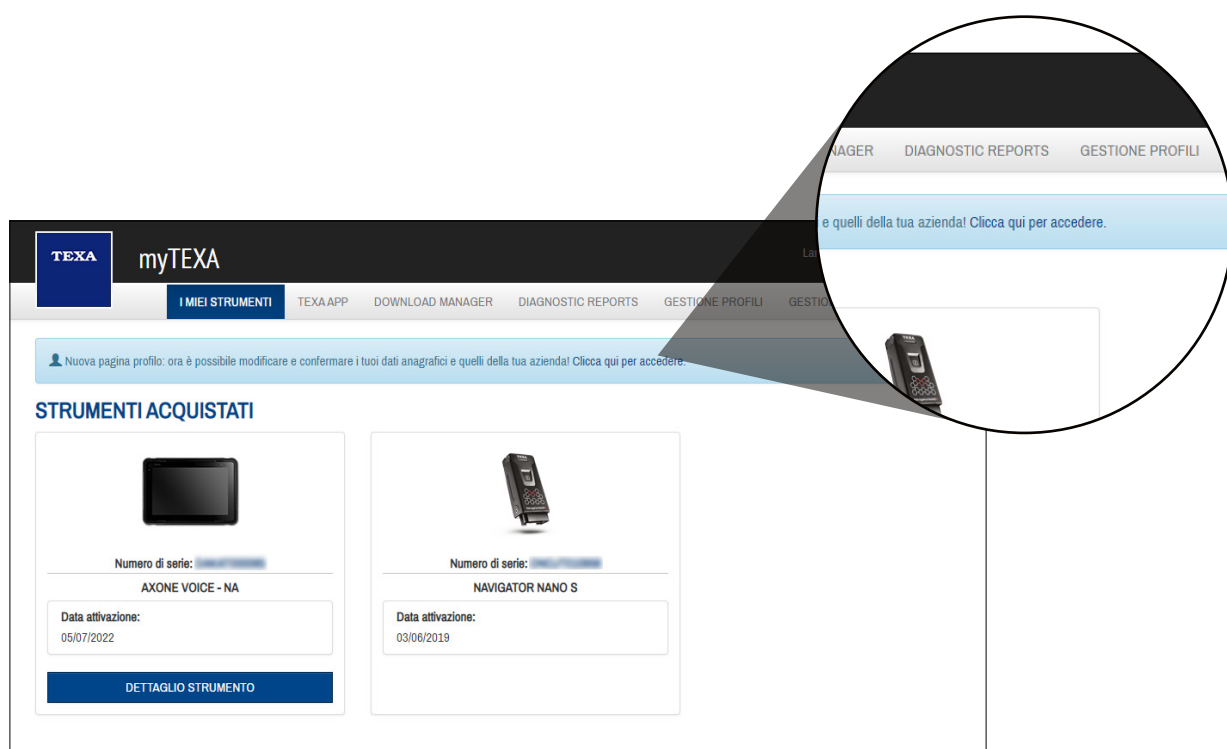 NAGER DIAGNOSTIC REPORTS GESTIONE PROFILI
e quelli della tua azienda! Clicca qui per accedere.
TEXA myTEXA
I MIEI STRUMENTI TEXA APP DOWNLOAD MANAGER DIAGNOSTIC REPORTS GESTIONE PROFILI
Nuova pagina profilo: ora è possibile modificare e confermare i tuoi dati anagrafici e quelli della tua azienda! Clicca qui per accedere.
STRUMENTI ACQUISTATI
Numero di serie: Numero di serie:
AXONE VOICE - NA NAVIGATOR NANO S
Data attivazione: Data attivazione:
05/07/2022 03/06/2019
DETTAGLIO STRUMENTO